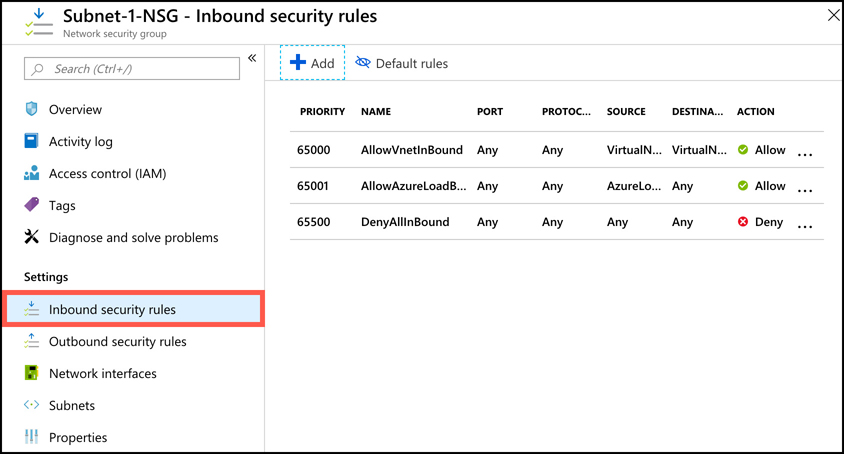 Subnet-1-NSG - Inbound security rules
Network security group
Search (Ctrl+/)
Overview
Activity log
Access control (IAM)
Tags
Diagnose and solve problems
Settings
Inbound security rules
Outbound security rules
Network interfaces
Subnets
Properties
Add Default rules
PRIORITY NAME PORT PROTOC... SOURCE DESTINA... ACTION
65000 AllowVnetInBound Any Any VirtualN... VirtualN... Allow ...
65001 AllowAzureLoadB... Any Any AzureLo... Any Allow ...
65500 DenyAllInBound Any Any Any Any Deny ...